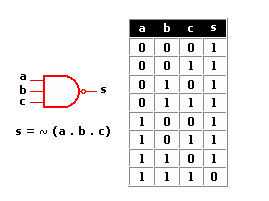 a
b
c
s
s = ~ (a . b . c)
a b c s
0 0 0 1
0 0 1 1
0 1 0 1
0 1 1 1
1 0 0 1
1 0 1 1
1 1 0 1
1 1 1 0